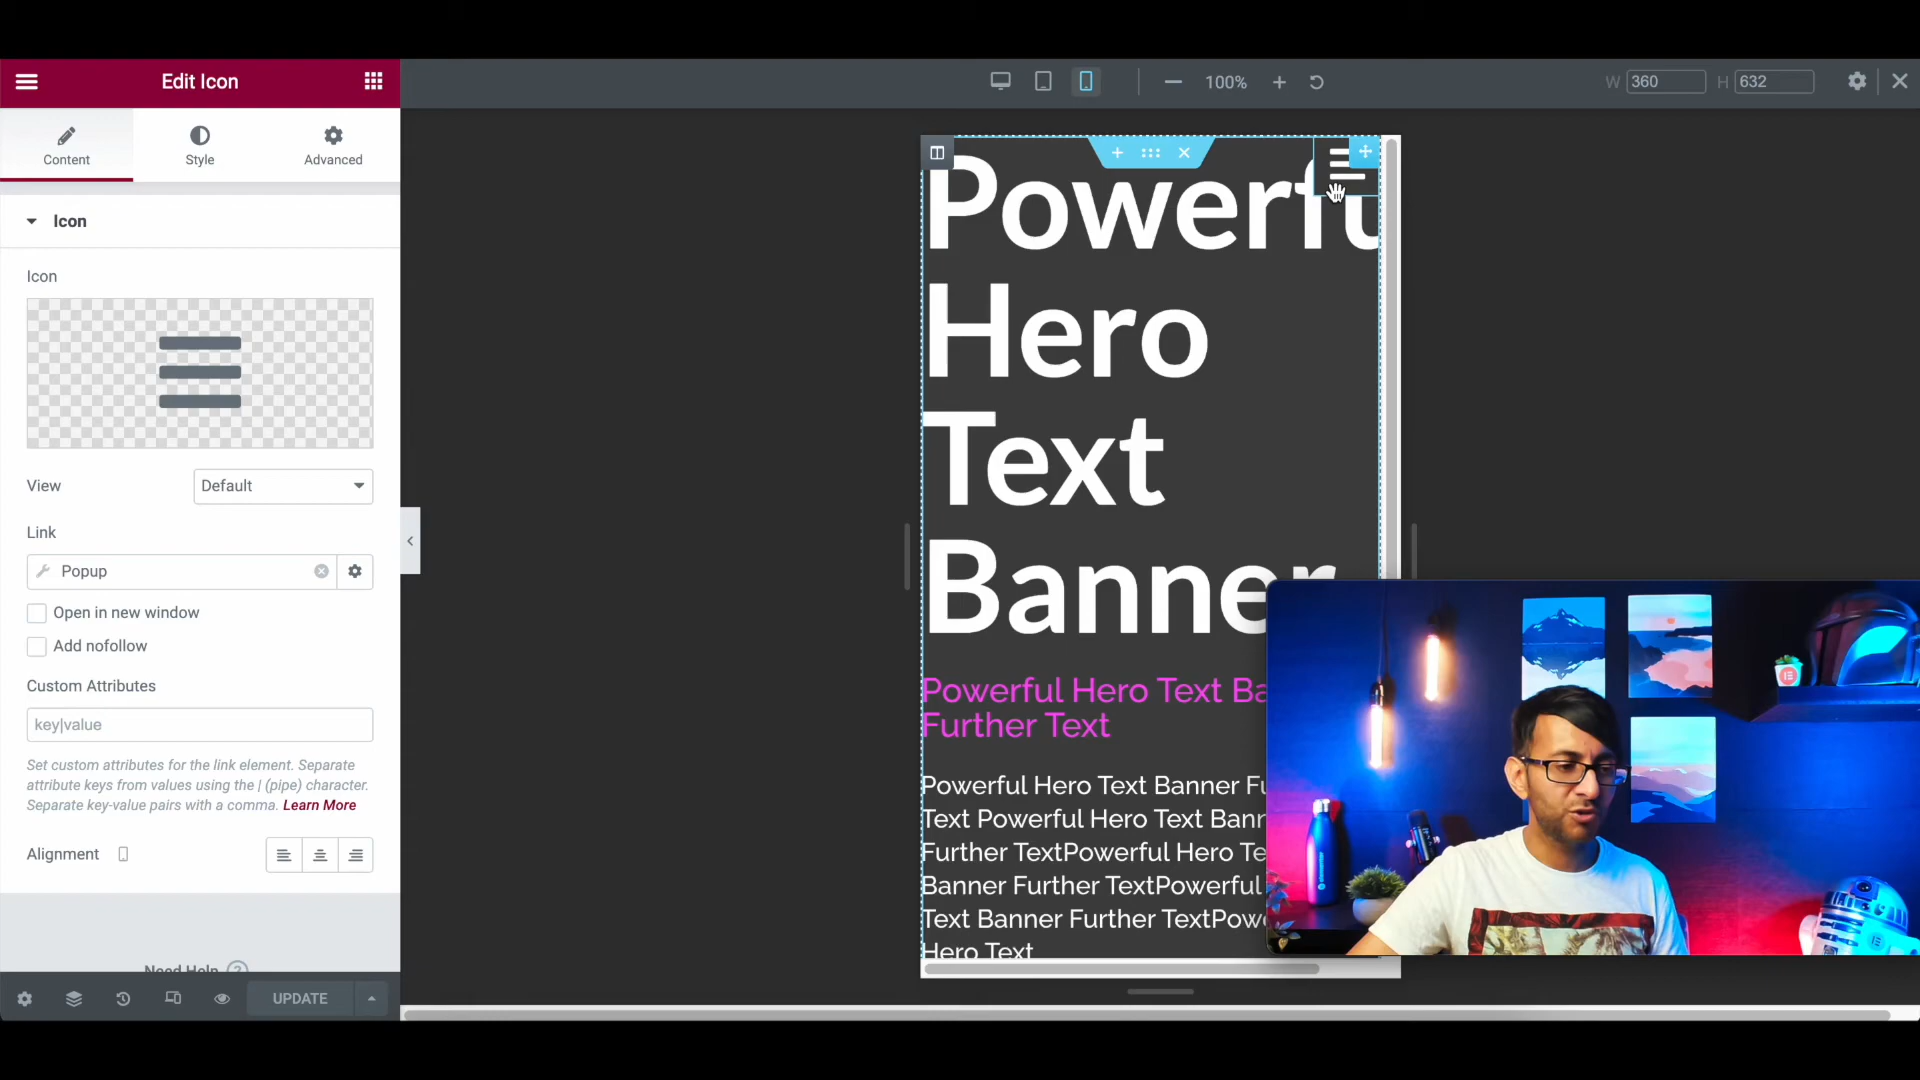 Edit Icon
100%
W 360
H 632
Content
Style
Advanced
Icon
Icon
View
Default
Link
Popup
Open in new window
Add nofollow
Custom Attributes
key|value
Set custom attributes for the link element. Separate
attribute keys from values using the | (pipe) character.
Separate key-value pairs with a comma. Learn More
Alignment
Need Help
UPDATE
Powerfu
Hero
Text
Banner
Powerful Hero Text Ba
Further Text
Powerful Hero Text Banner Fu
Text Powerful Hero Text Bann
Further TextPowerful Hero Te
Banner Further TextPowerful
Text Banner Further TextPow
Hero Text